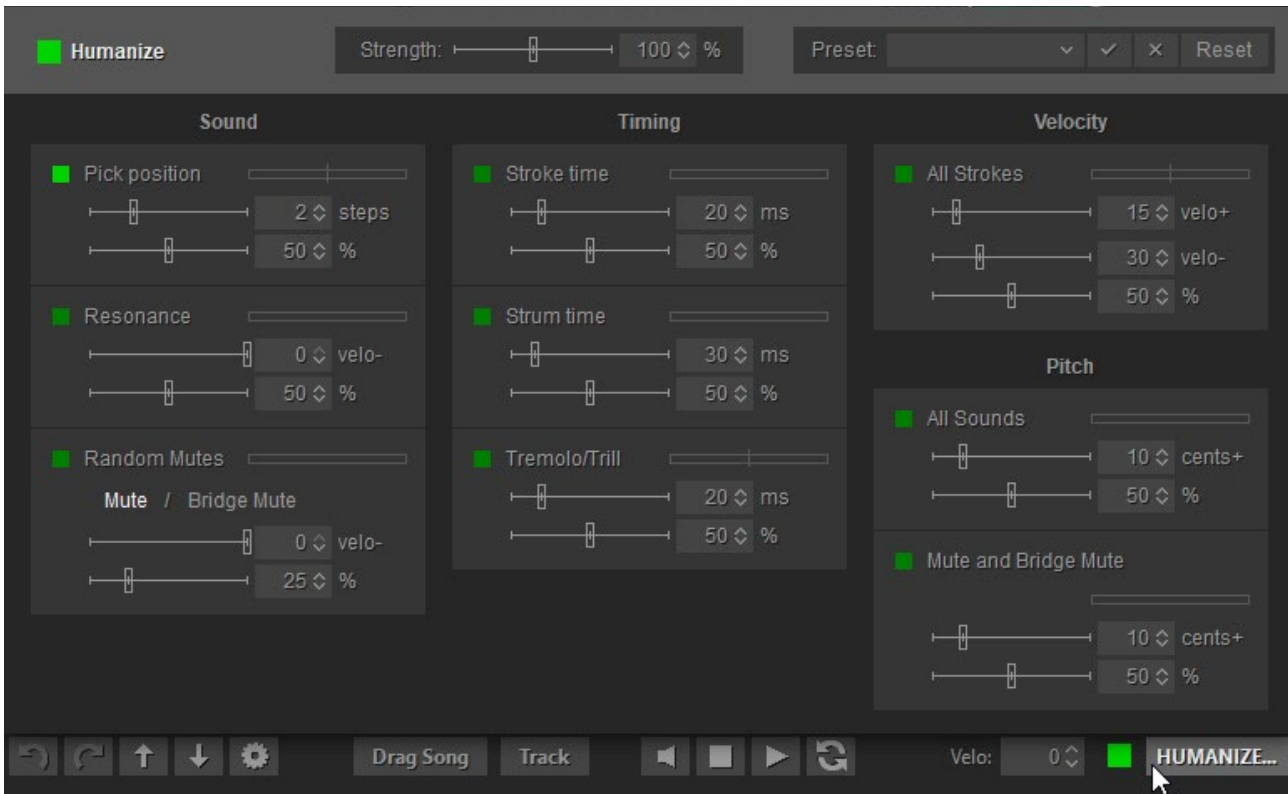 Humanize
Strength: 100 %
Preset: Reset
Sound
Pick position
2 steps
50 %
Resonance
0 velo-
50 %
Random Mutes
Mute / Bridge Mute
0 velo-
25 %
Timing
Stroke time
20 ms
50 %
Strum time
30 ms
50 %
Tremolo/Trill
20 ms
50 %
Velocity
All Strokes
15 velo+
30 velo-
50 %
Pitch
All Sounds
10 cents+
50 %
Mute and Bridge Mute
10 cents+
50 %
Drag Song Track Velo: 0 HUMANIZE...